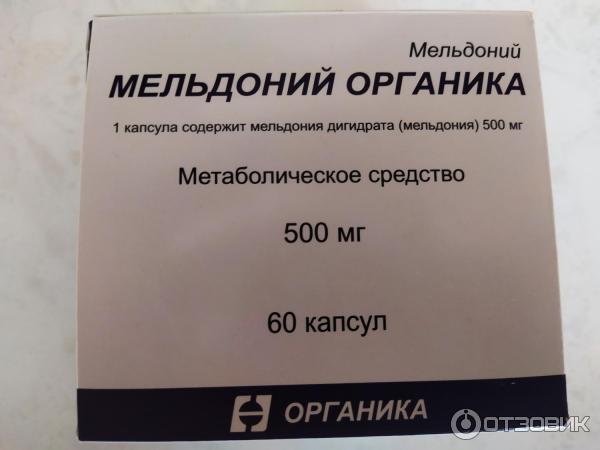 Мельдоний
МЕЛЬДОНИЙ ОРГАНИКА
1 капсула содержит мельдония дигидрата (мельдония) 500 мг
Метаболическое средство
500 мг
60 капсул
ОРГАНИКА
ОТЗОВИК